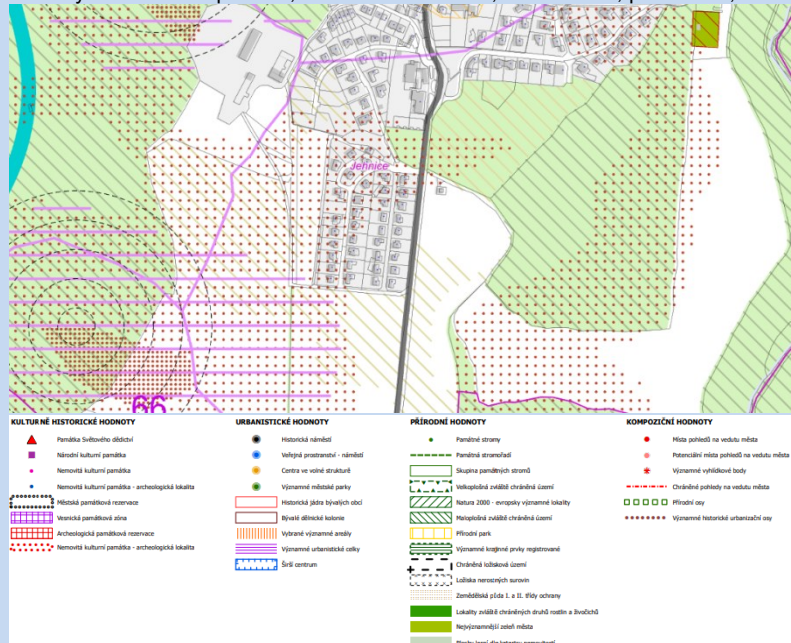 Jennice
66
KULTURNĚ HISTORICKÉ HODNOTY
Památka Světového dědictví
Národní kulturní památka
Nemovitá kulturní památka
Nemovitá kulturní památka - archeologická lokalita
Městská památková rezervace
Vesnická památková zóna
Archeologická památková rezervace
Nemovitá kulturní památka - archeologická lokalita
URBANISTICKÉ HODNOTY
Historická náměstí
Veřejná prostranství - náměstí
Centra ve volné struktuře
Významné městské parky
Historická jádra bývalých obcí
Bývalé dělnické kolonie
Vybrané významné areály
Významné urbanistické celky
Širší centrum
PŘÍRODNÍ HODNOTY
Památné stromy
Památná stromořadí
Skupina památných stromů
Velkoplošná zvláště chráněná území
Natura 2000 - evropsky významné lokality
Maloplošná zvláště chráněná území
Přírodní park
Významné krajinné prvky registrované
Chráněná ložisková území
Ložiska nerostných surovin
Zemědělská půda I. a II. třídy ochrany
Lokality zvláště chráněných druhů rostlin a živočichů
Nejvýznamnější zeleň města
KOMPOZIČNÍ HODNOTY
Místa pohledů na vedutu města
Potenciální místa pohledů na vedutu města
Významné vyhlídkové body
Chráněné pohledy na vedutu města
Přírodní osy
Významné historické urbanizační osy